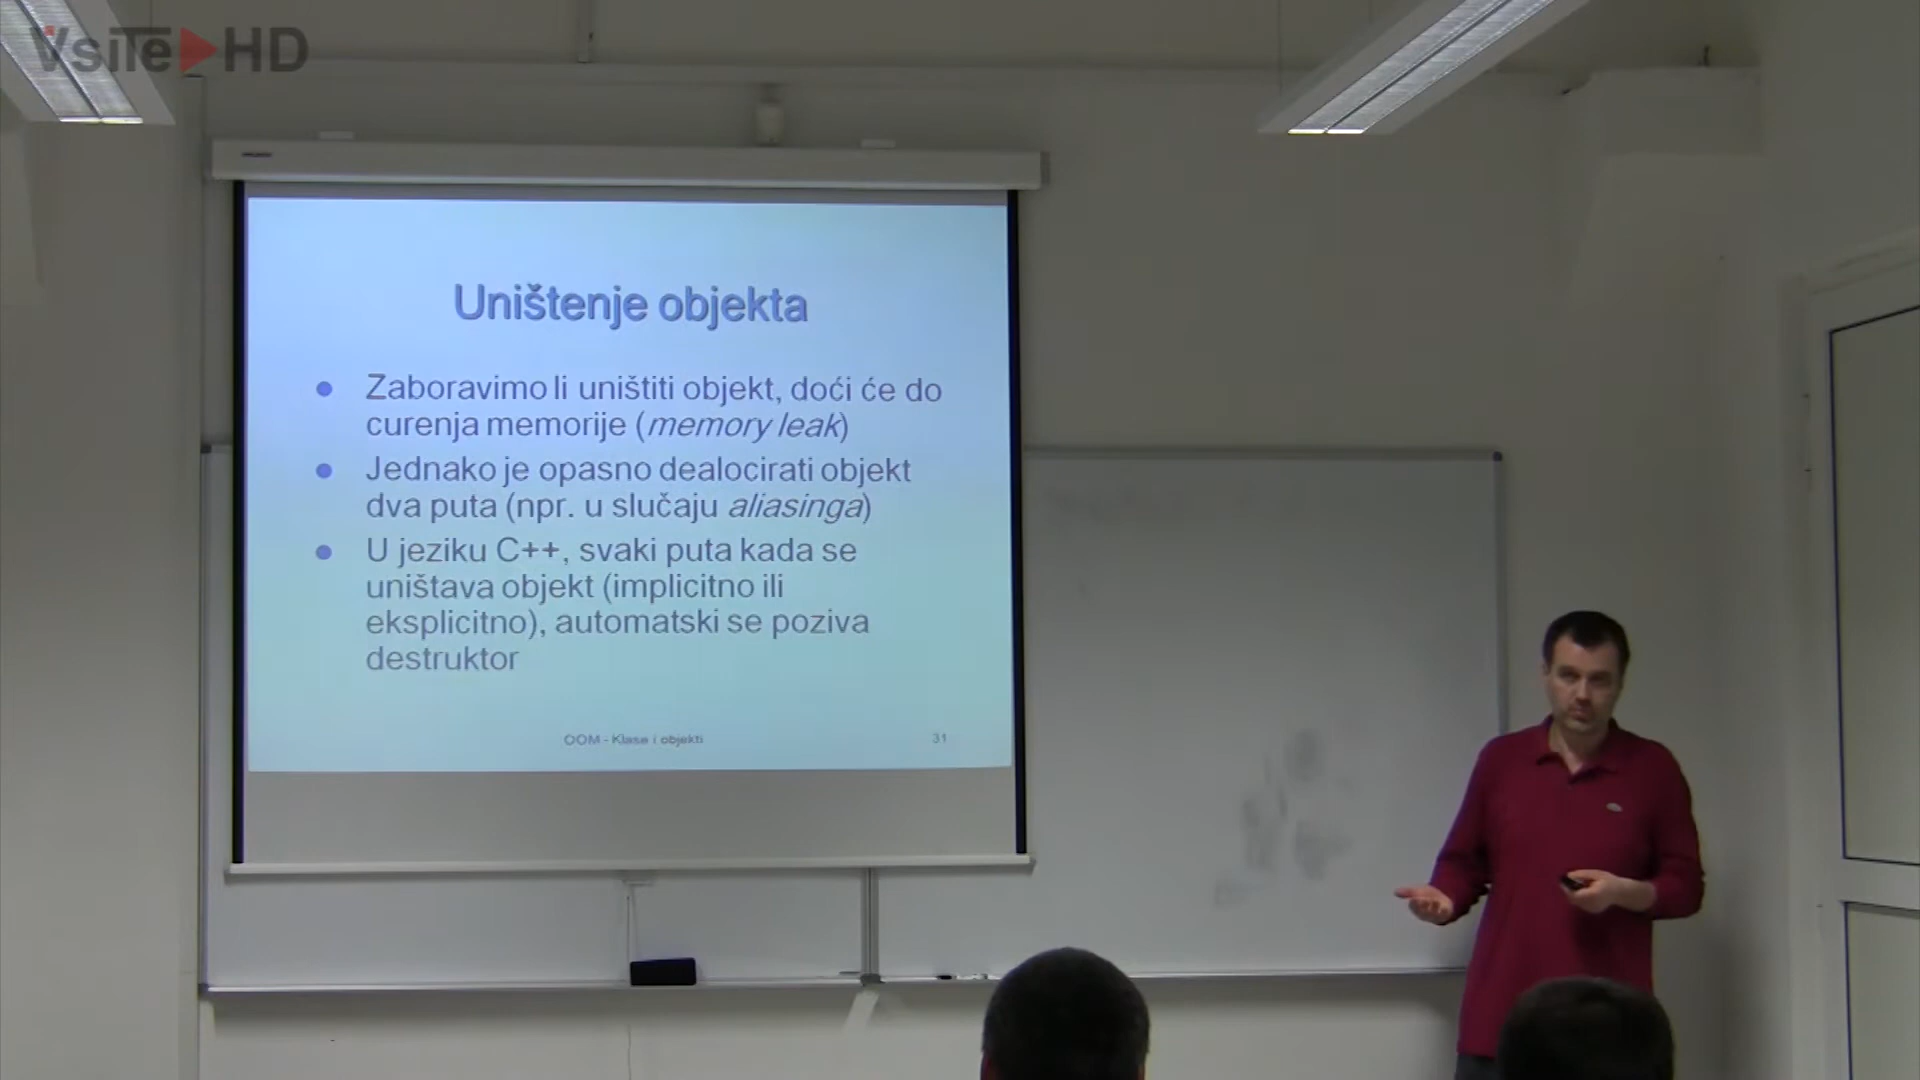 VsiTe HD
Uništenje objekta
Zaboravimo li uništiti objekt, doći će do
curenja memorije (memory leak)
Jednako je opasno dealocirati objekt
dva puta (npr. u slučaju aliasinga)
U jeziku C++, svaki puta kada se
uništava objekt (implicitno ili
eksplicitno), automatski se poziva
destruktor
OOM - Klase i objekti
31